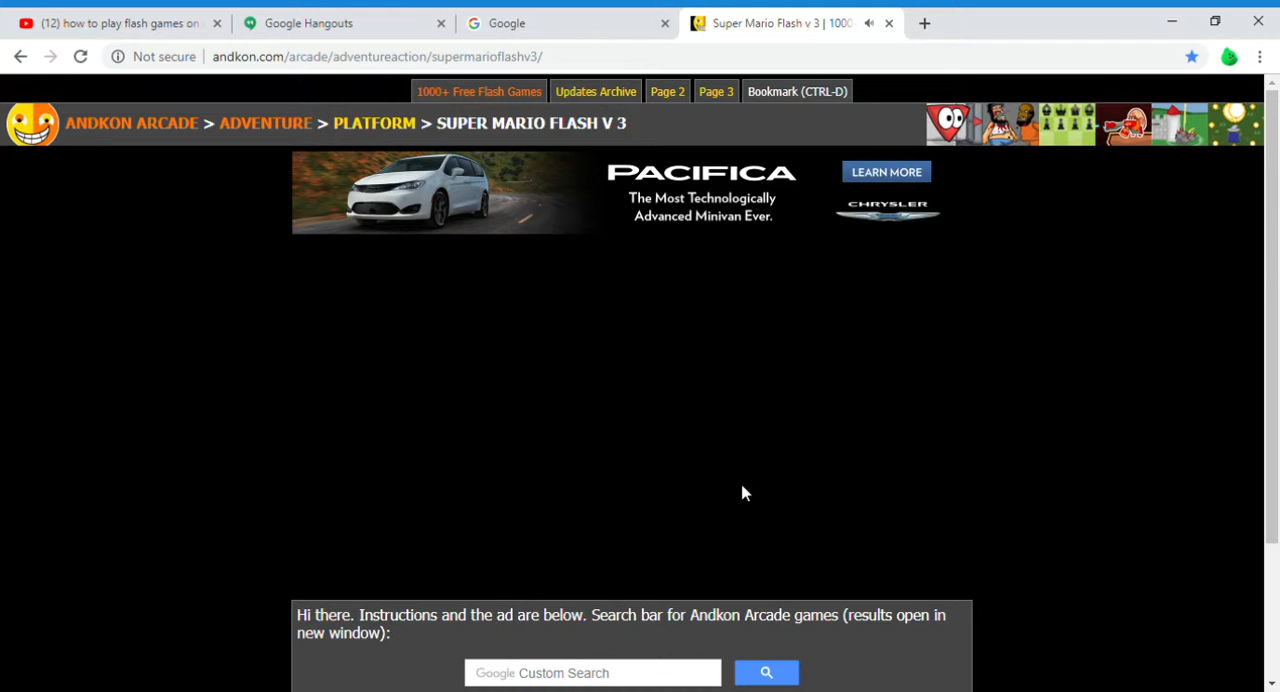 (12) how to play flash games on
Google Hangouts
Google
Super Mario Flash v 3 | 1000
Not secure
andkon.com/arcade/adventureaction/supermarioflashv3/
1000+ Free Flash Games
Updates Archive
Page 2
Page 3
Bookmark (CTRL-D)
ANDKON ARCADE > ADVENTURE > PLATFORM > SUPER MARIO FLASH V 3
PACIFICA
The Most Technologically
Advanced Minivan Ever.
LEARN MORE
CHRYSLER
Hi there. Instructions and the ad are below. Search bar for Andkon Arcade games (results open in
new window):
Google Custom Search